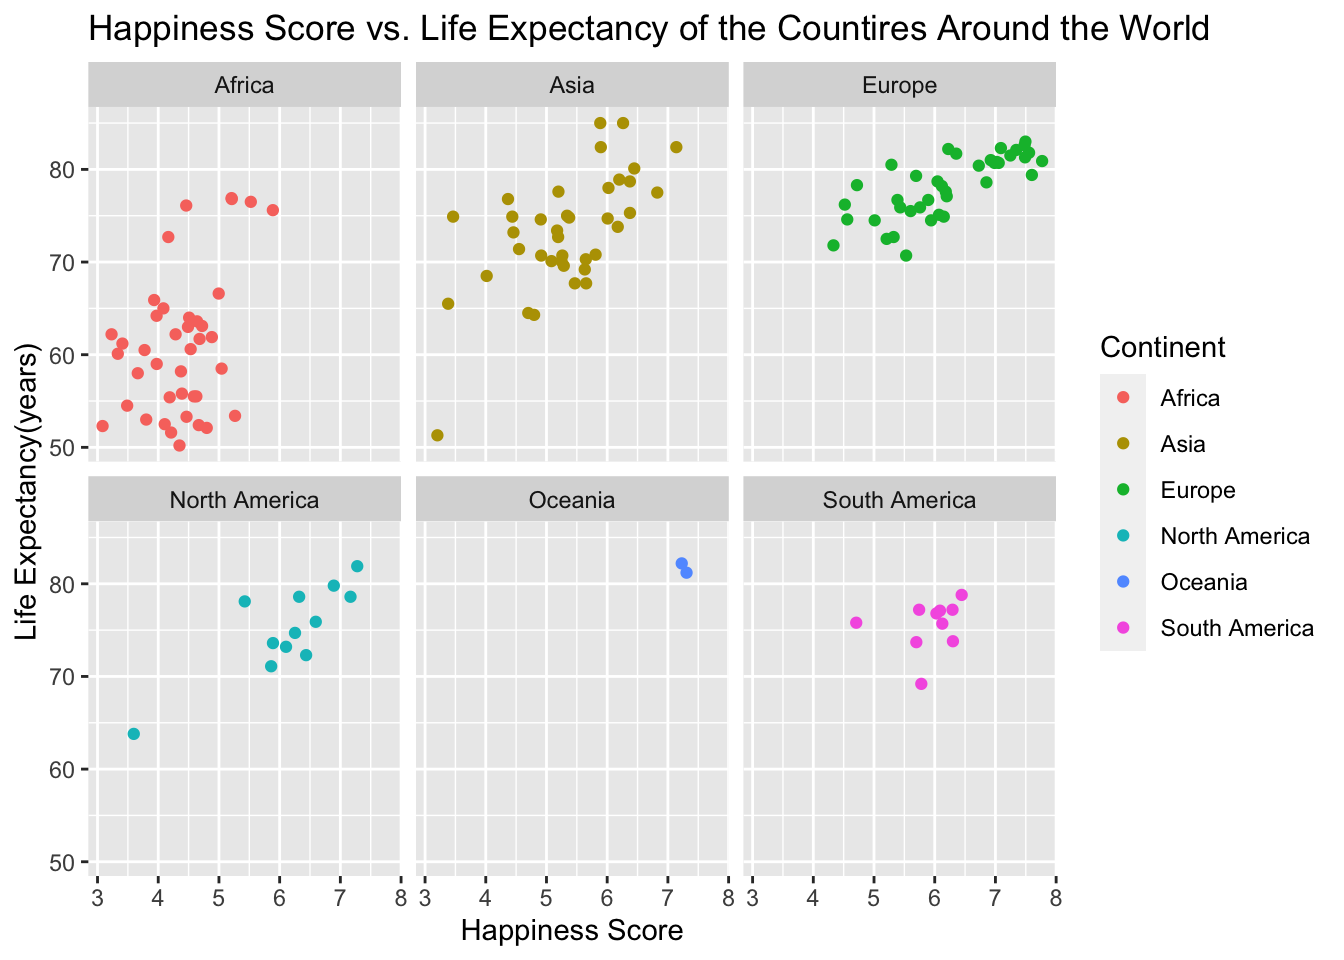 Happiness Score vs. Life Expectancy of the Countires Around the World
Africa
Asia
Europe
80
70
60
50
North America
Oceania
South America
80
70
60
50
3 4 5 6 7 8
3 4 5 6 7 8
3 4 5 6 7 8
Happiness Score
Life Expectancy(years)
Continent
Africa
Asia
Europe
North America
Oceania
South America